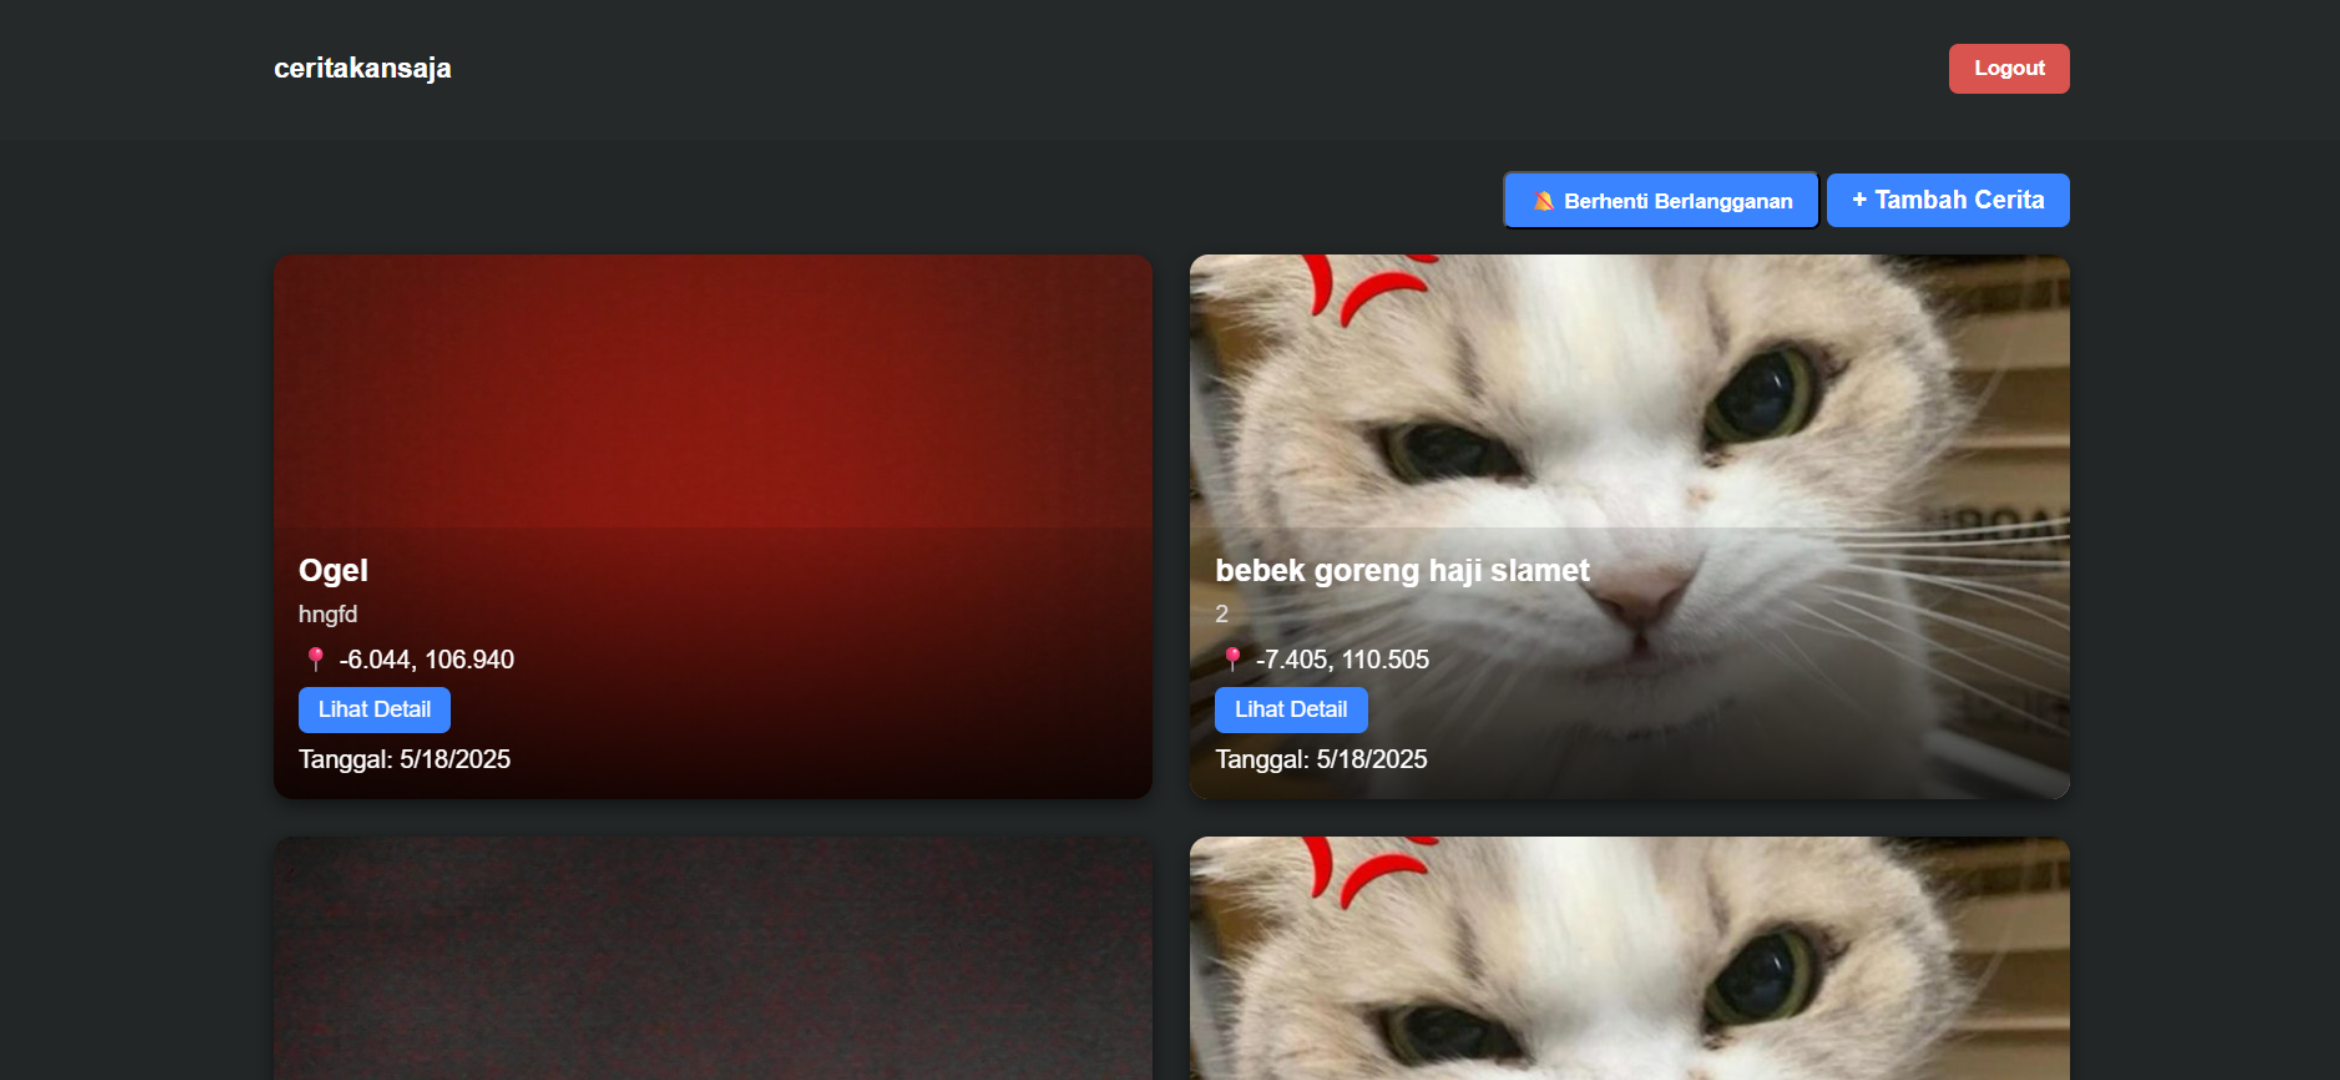 ceritakansaja
Logout
🔕 Berhenti Berlangganan
+ Tambah Cerita
Ogel
hngfd
📍 -6.044, 106.940
Lihat Detail
Tanggal: 5/18/2025
bebek goreng haji slamet
2
📍 -7.405, 110.505
Lihat Detail
Tanggal: 5/18/2025